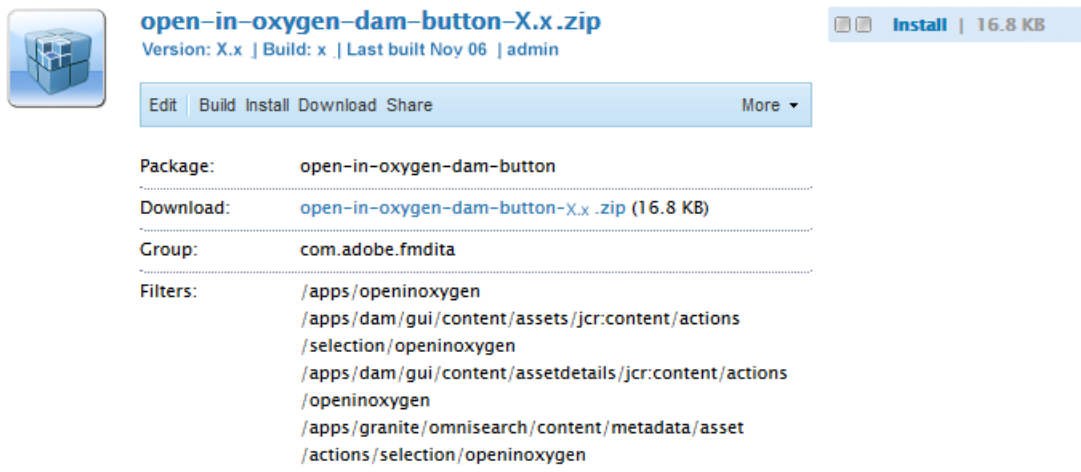 open-in-oxygen-dam-button-X.x.zip
Install | 16.8 KB
Version: X.x | Build: x | Last built Nov 06 | admin
Edit | Build Install Download Share More
Package: open-in-oxygen-dam-button
Download: open-in-oxygen-dam-button-X.x .zip (16.8 KB)
Group: com.adobe.fmdita
Filters: /apps/openinoxygen
/apps/dam/gui/content/assets/jcr:content/actions
/selection/openinoxygen
/apps/dam/gui/content/assetdetails/jcr:content/actions
/openinoxygen
/apps/granite/omnisearch/content/metadata/asset
/actions/selection/openinoxygen